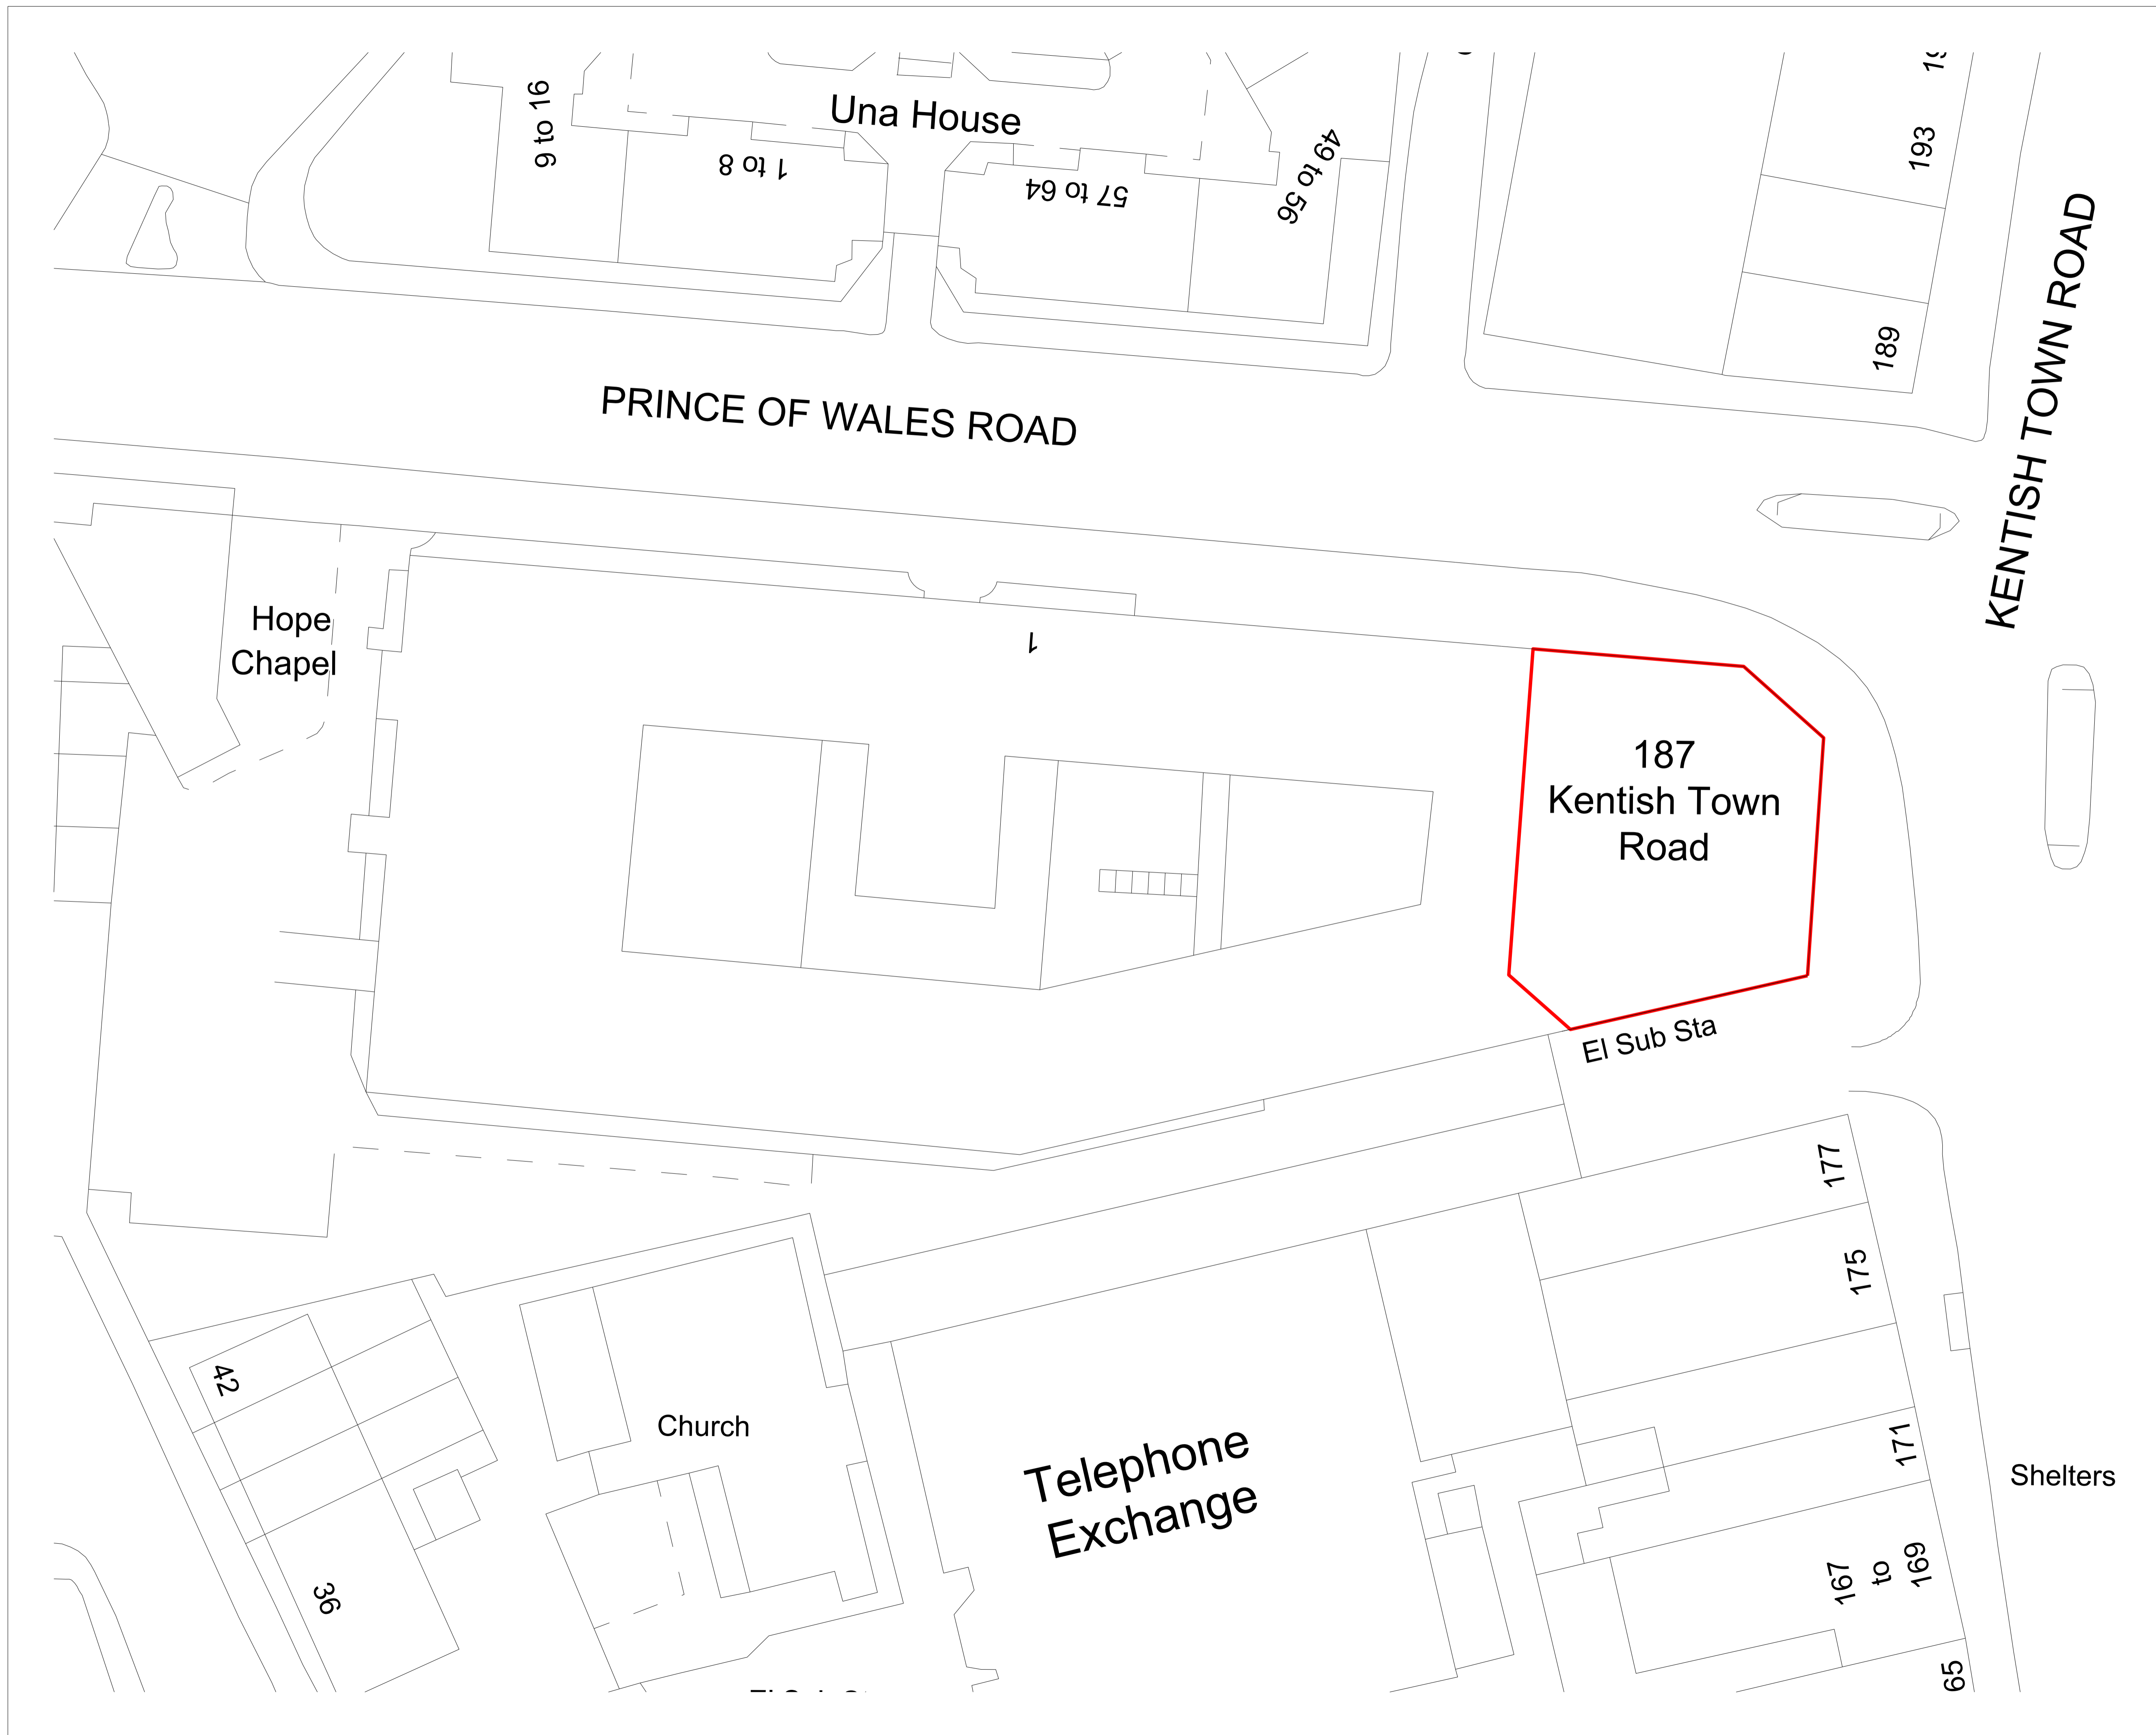 Una House
9 to 16
1 to 8
57 to 64
49 to 56
193
189
KENTISH TOWN ROAD
PRINCE OF WALES ROAD
Hope
Chapel
1
187
Kentish Town
Road
El Sub Sta
177
175
171
167
to
169
Shelters
Church
Telephone
Exchange
42
36